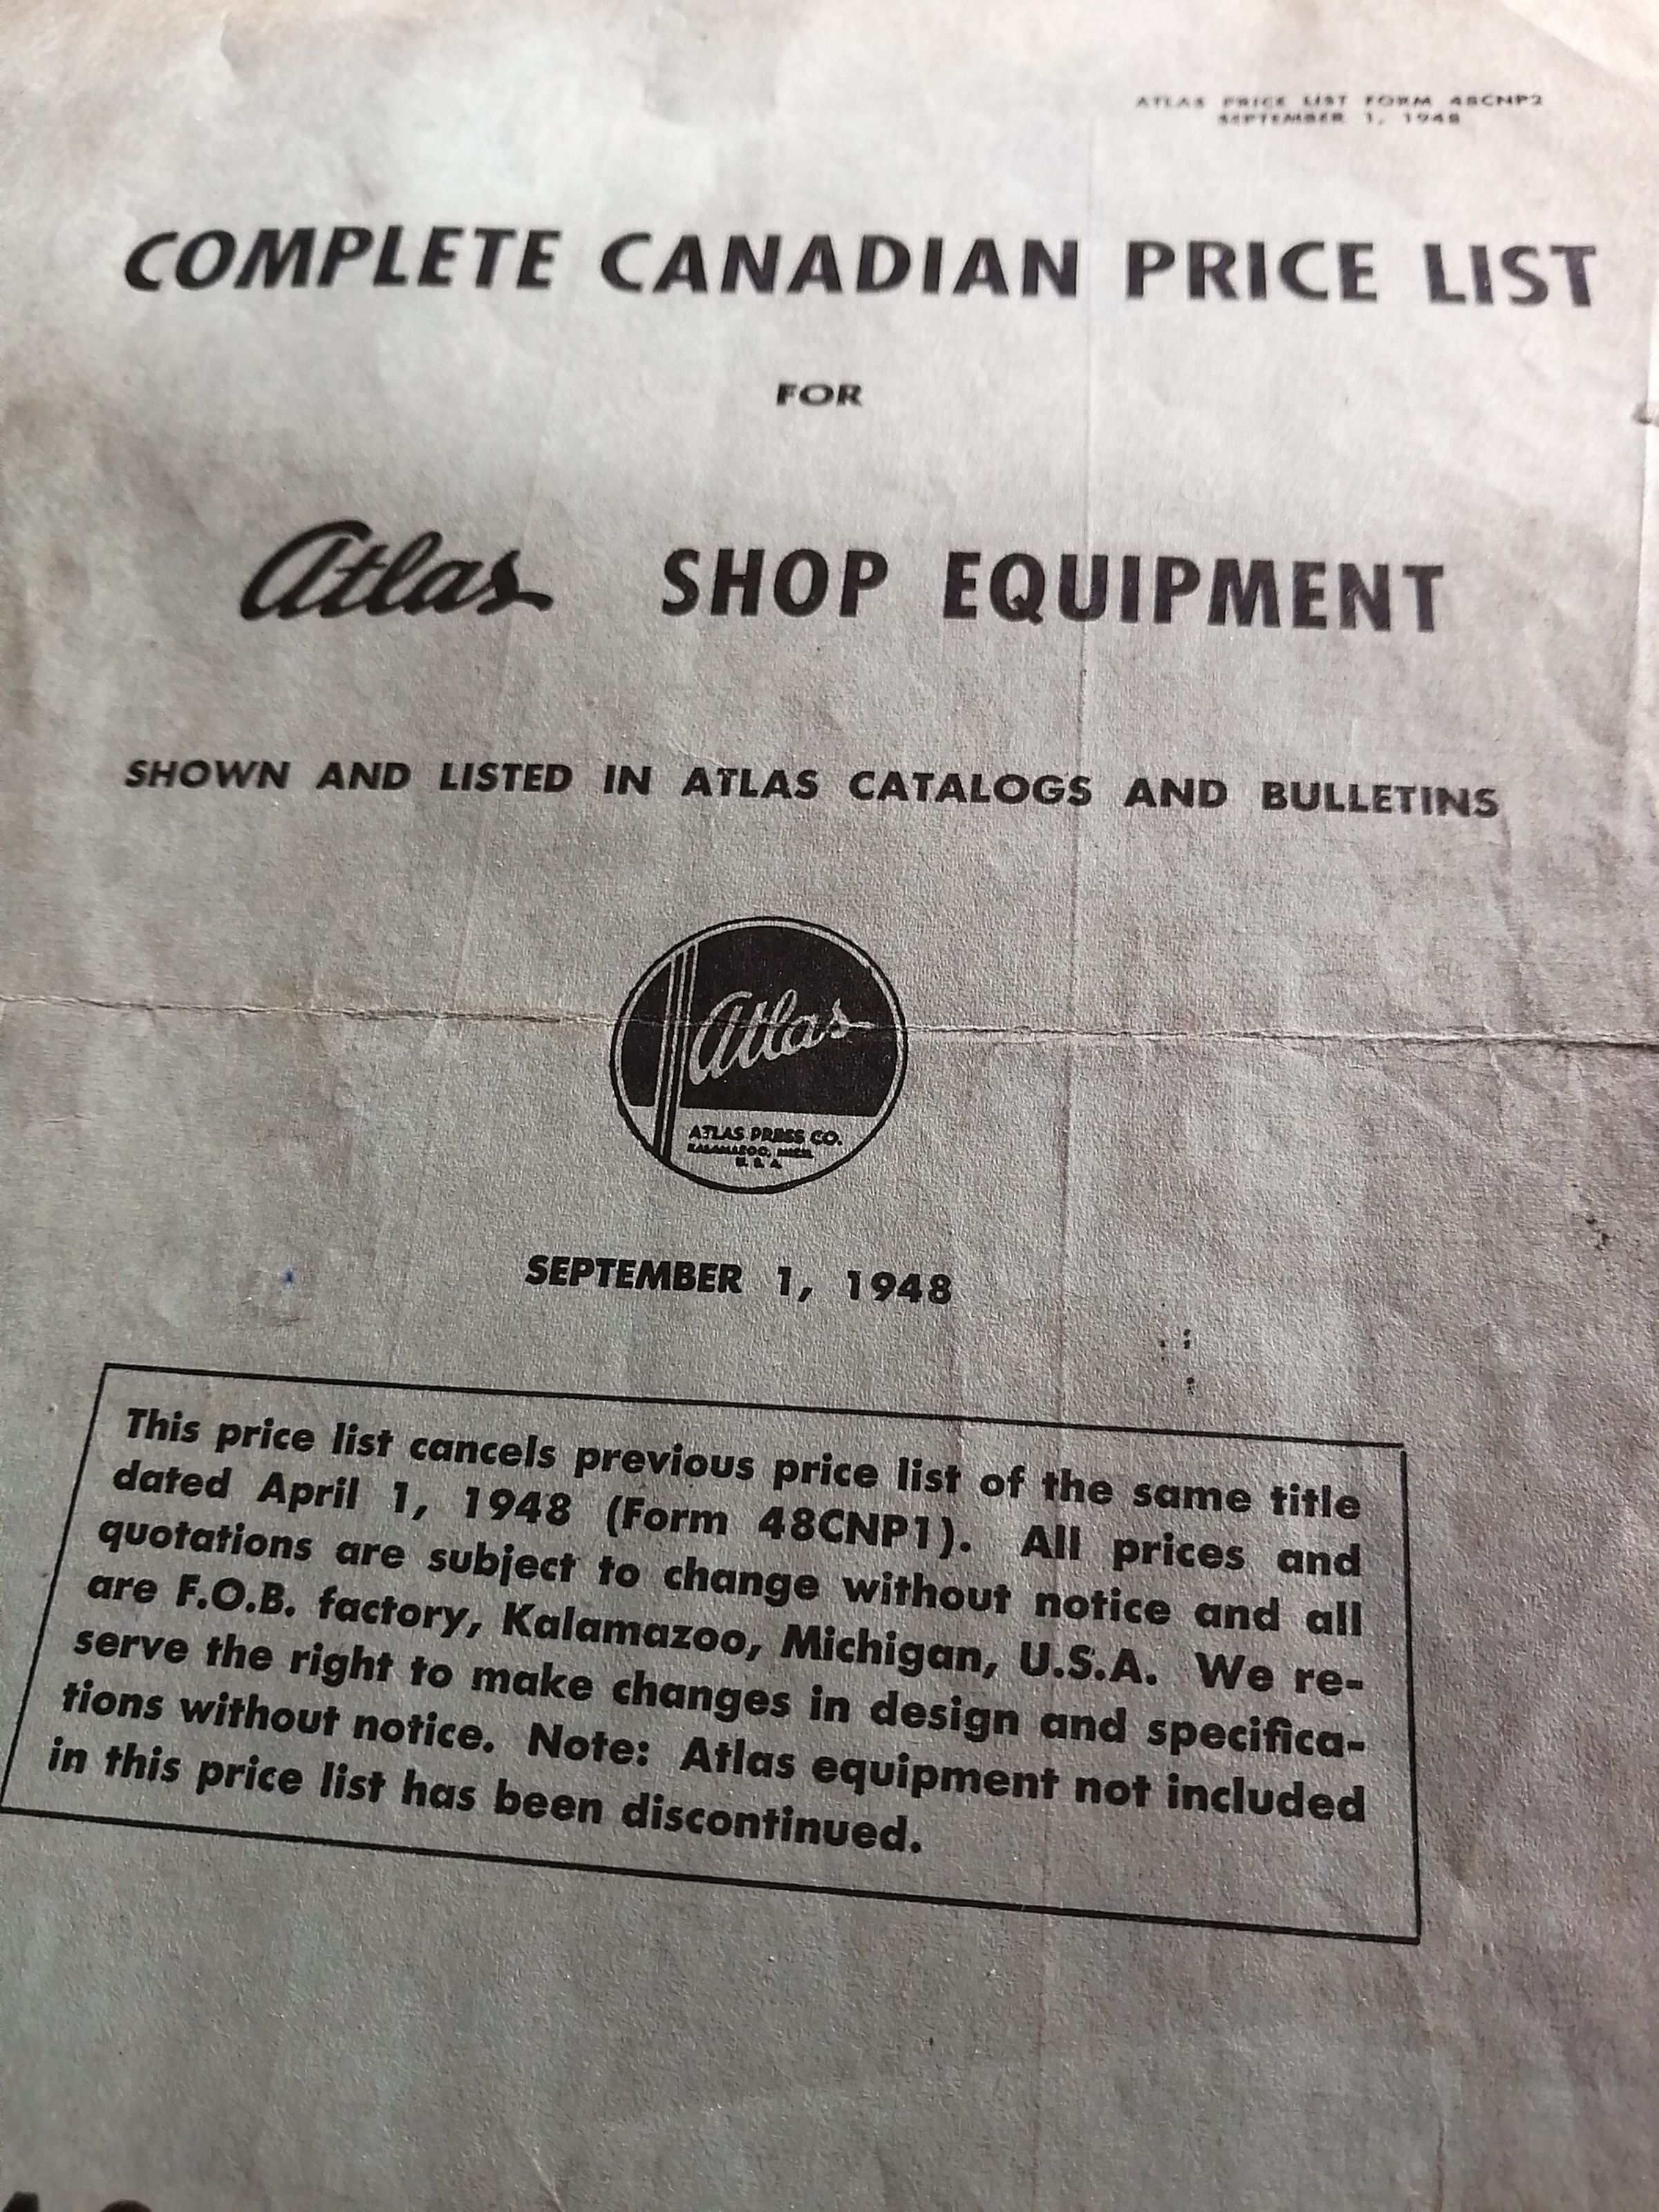 ATLAS PRICE LIST FORM 48CNP2
SEPTEMBER 1, 1948
COMPLETE CANADIAN PRICE LIST
FOR
Atlas SHOP EQUIPMENT
SHOWN AND LISTED IN ATLAS CATALOGS AND BULLETINS
Atlas
ATLAS PRESS CO.
KALAMAZOO, MICH.
U. S. A.
SEPTEMBER 1, 1948
This price list cancels previous price list of the same title
dated April 1, 1948 (Form 48CNP1). All prices and
quotations are subject to change without notice and all
are F.O.B. factory, Kalamazoo, Michigan, U.S.A. We re-
serve the right to make changes in design and specifica-
tions without notice. Note: Atlas equipment not included
in this price list has been discontinued.